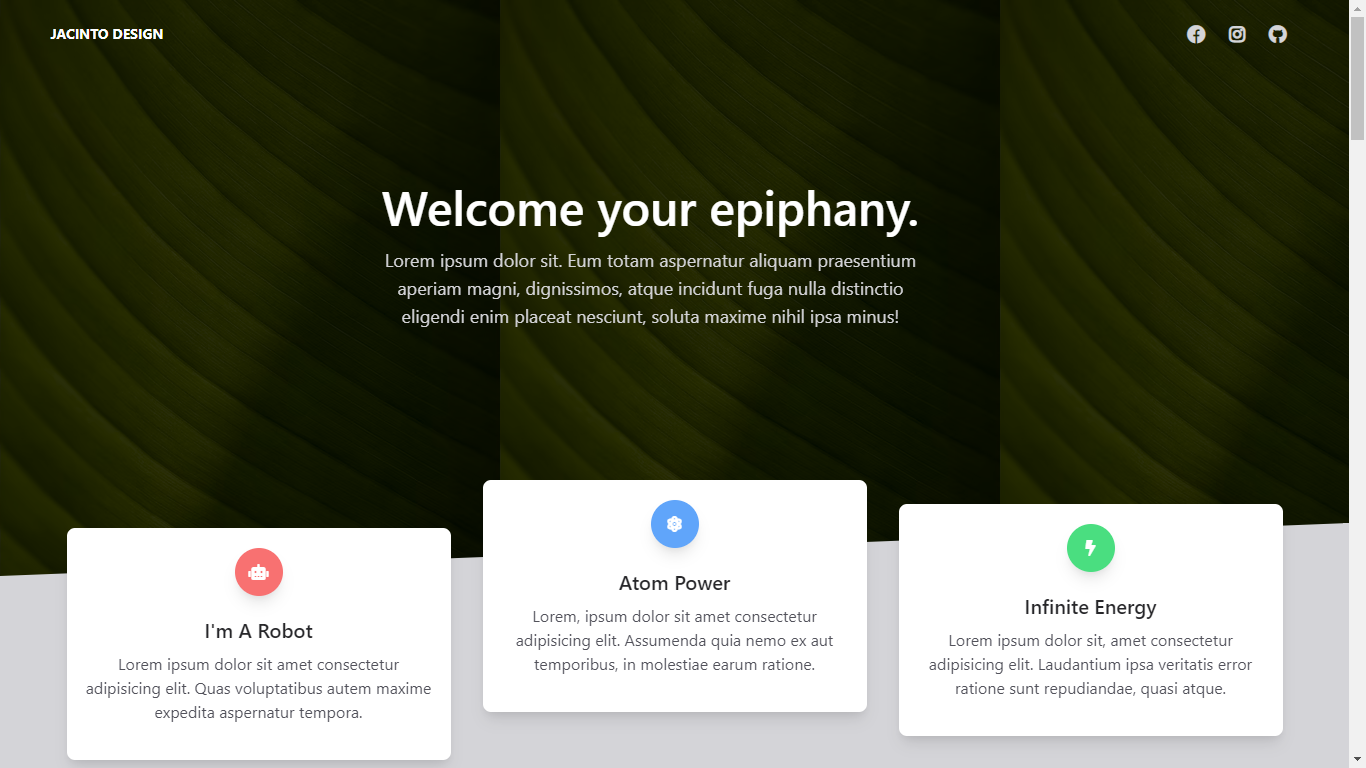 JACINTO DESIGN
Welcome your epiphany.
Lorem ipsum dolor sit. Eum totam aspernatur aliquam praesentium
aperiam magni, dignissimos, atque incidunt fuga nulla distinctio
eligendi enim placeat nesciunt, soluta maxime nihil ipsa minus!
I'm A Robot
Lorem ipsum dolor sit amet consectetur
adipisicing elit. Quas voluptatibus autem maxime
expedita aspernatur tempora.
Atom Power
Lorem, ipsum dolor sit amet consectetur
adipisicing elit. Assumenda quia nemo ex aut
temporibus, in molestiae earum ratione.
Infinite Energy
Lorem ipsum dolor sit, amet consectetur
adipisicing elit. Laudantium ipsa veritatis error
ratione sunt repudiandae, quasi atque.